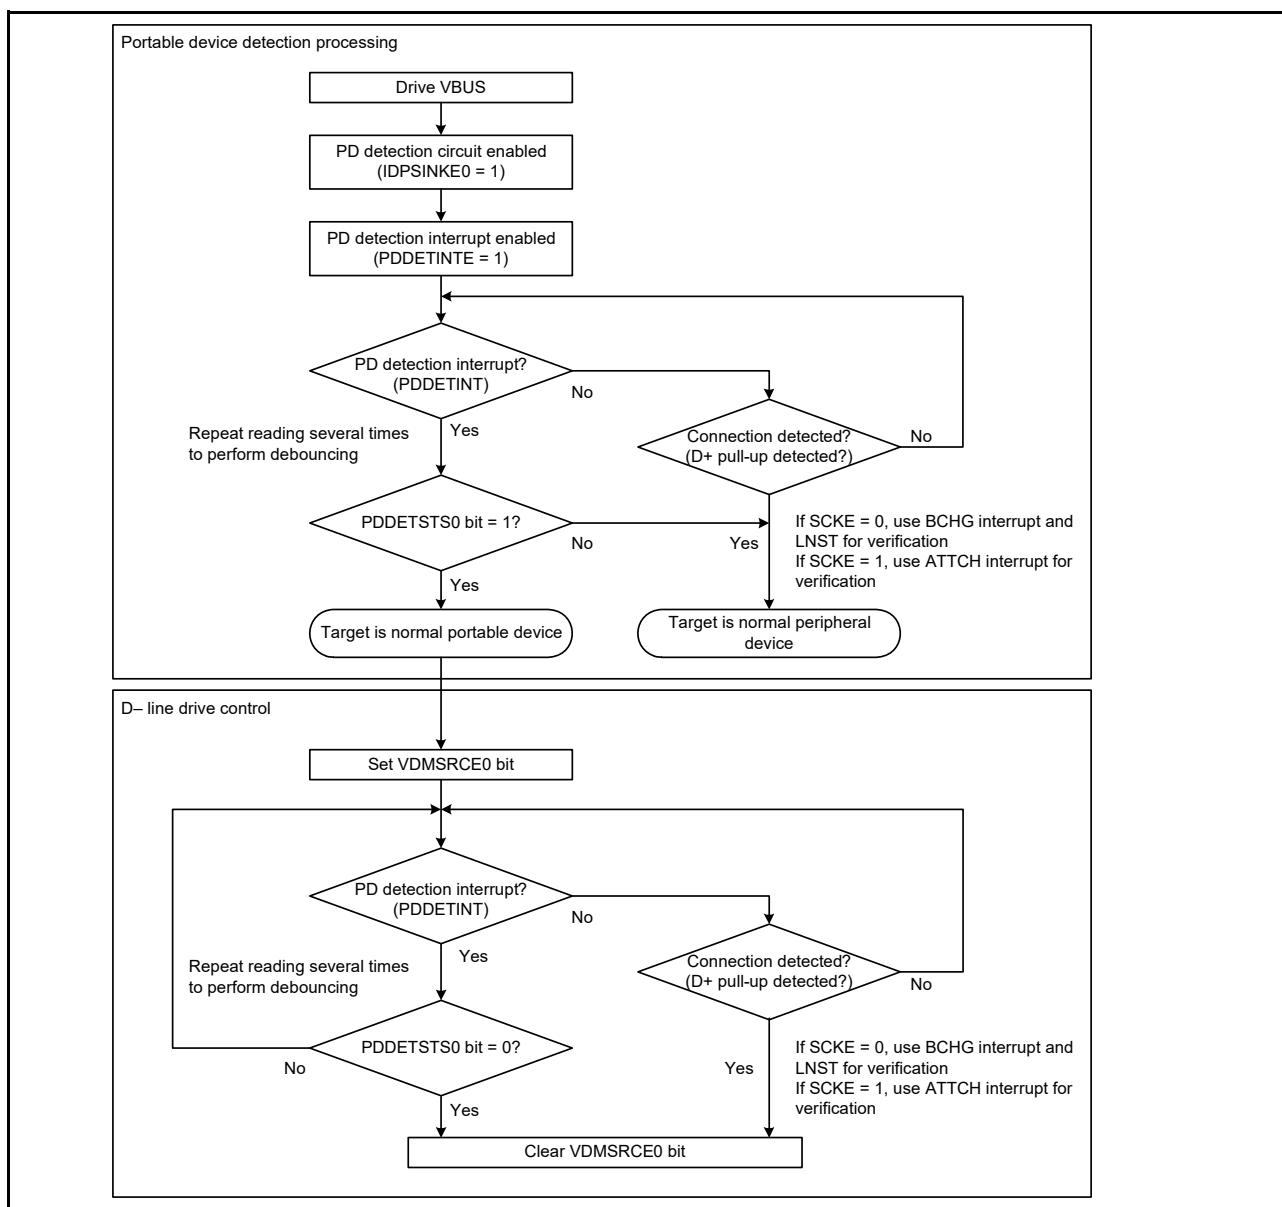 Portable device detection processing
Drive VBUS
PD detection circuit enabled
(IDPSINKE0 = 1)
PD detection interrupt enabled
(PDDETINTE = 1)
PD detection interrupt?
(PDDETINT)
No
Yes
Repeat reading several times
to perform debouncing
Connection detected?
(D+ pull-up detected?)
No
PDDETSTS0 bit = 1?
No
Yes
If SCKE = 0, use BCHG interrupt and
LNST for verification
If SCKE = 1, use ATTCH interrupt for
verification
Yes
Target is normal portable device
Target is normal peripheral
device
D– line drive control
Set VDMSRCE0 bit
PD detection interrupt?
(PDDETINT)
No
Yes
Repeat reading several times
to perform debouncing
Connection detected?
(D+ pull-up detected?)
No
PDDETSTS0 bit = 0?
No
Yes
If SCKE = 0, use BCHG interrupt and
LNST for verification
If SCKE = 1, use ATTCH interrupt for
verification
Yes
Clear VDMSRCE0 bit